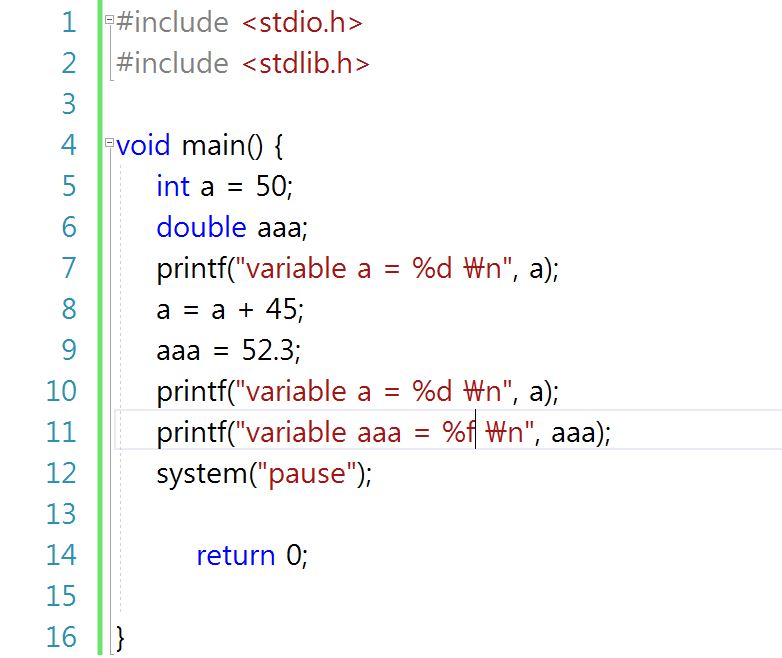 1 #include <stdio.h>
2 #include <stdlib.h>
3
4 void main() {
5 int a = 50;
6 double aaa;
7 printf("variable a = %d ₩n", a);
8 a = a + 45;
9 aaa = 52.3;
10 printf("variable a = %d ₩n", a);
11 printf("variable aaa = %f ₩n", aaa);
12 system("pause");
13
14 return 0;
15
16 }